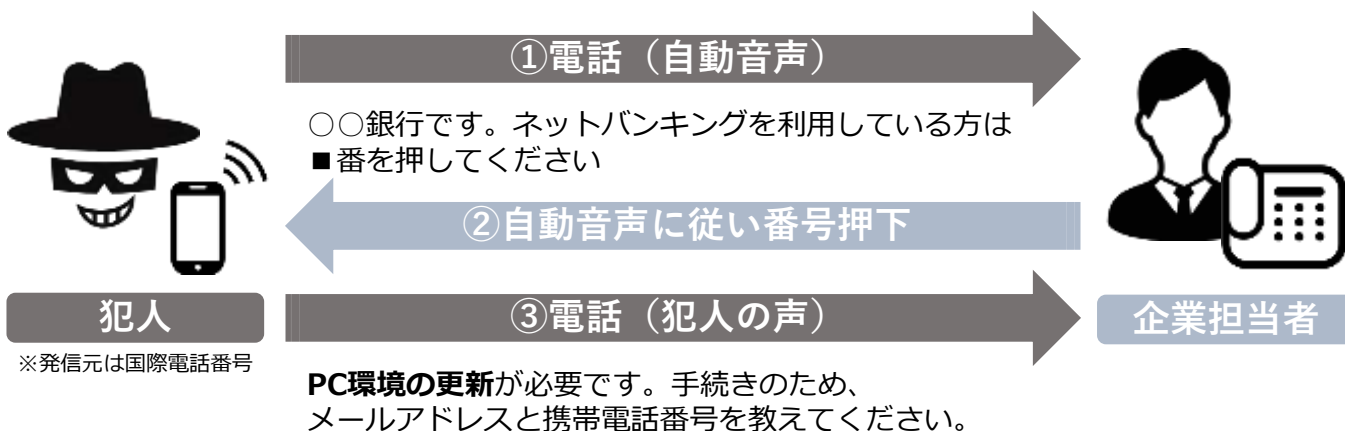 ①電話（自動音声）
○○銀行です。ネットバンキングを利用している方は
■番を押してください
②自動音声に従い番号押下
犯人
③電話（犯人の声）
企業担当者
※発信元は国際電話番号
PC環境の更新が必要です。手続きのため、
メールアドレスと携帯電話番号を教えてください。